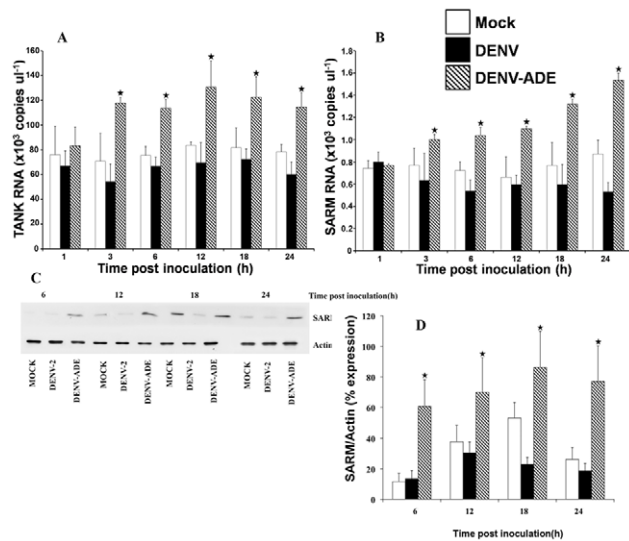 Mock
DENV
DENV-ADE
A
TANK RNA (x10³ copies ul⁻¹)
160
140
120
100
80
60
40
20
0
★ ★ ★ ★ ★
1 3 6 12 18 24
Time post inoculation (h)
B
SARM RNA (x10³ copies ul⁻¹)
1.8
1.6
1.4
1.2
1.0
0.8
0.6
0.4
0.2
0
★ ★ ★ ★ ★
1 3 6 12 18 24
Time post inoculation (h)
C
6 12 18 24 Time post inoculation(h)
SARM
Actin
MOCK
DENV-2
DENV-ADE
MOCK
DENV-2
DENV-ADE
MOCK
DENV-2
DENV-ADE
MOCK
DENV-2
DENV-ADE
D
SARM/Actin (% expression)
120
100
80
60
40
20
0
★ ★ ★ ★
6 12 18 24
Time post inoculation(h)